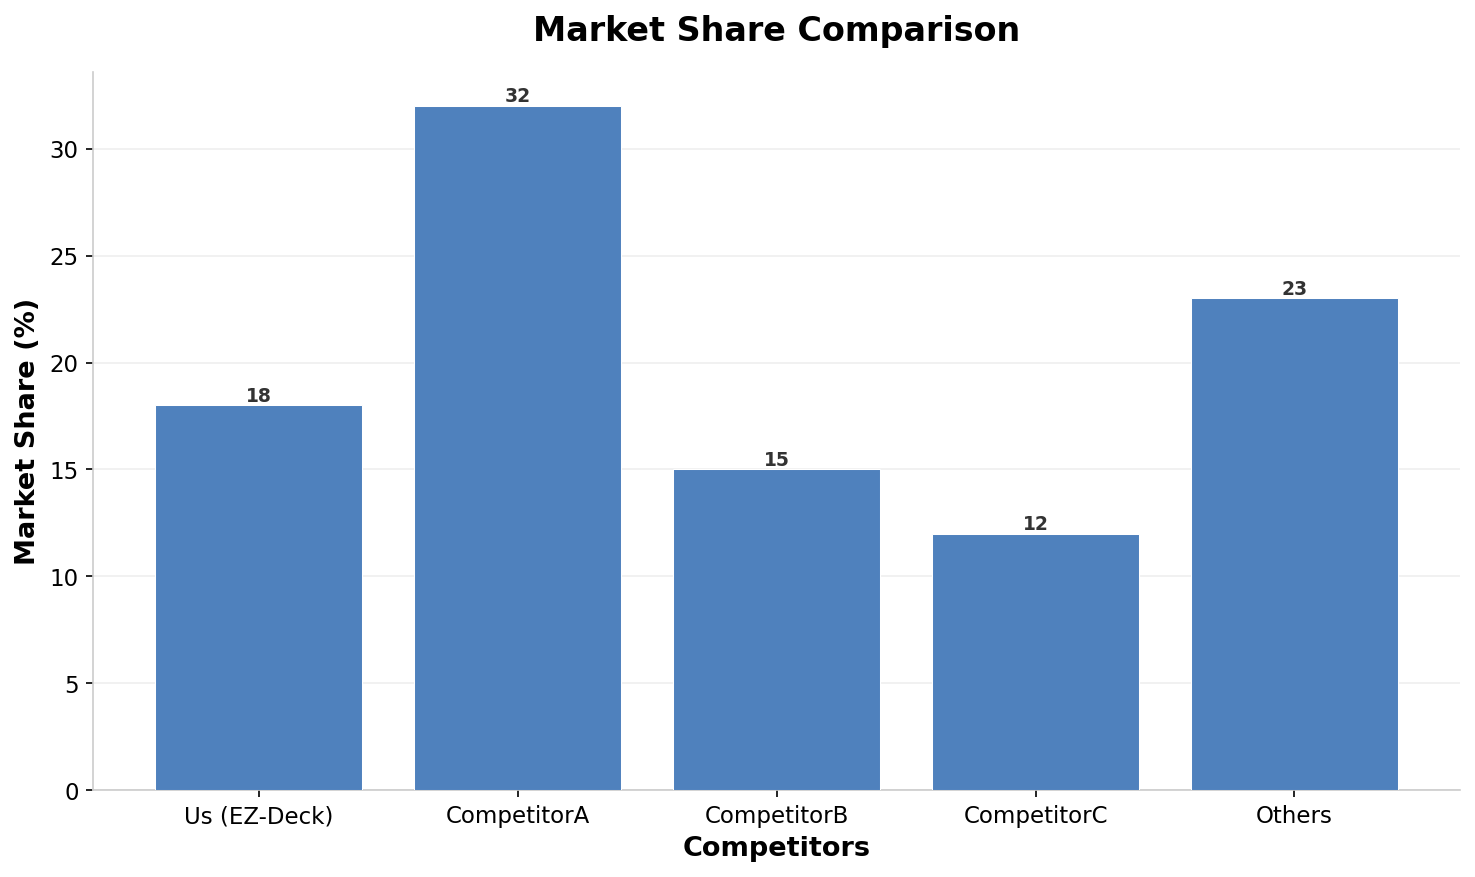 Market Share Comparison
Market Share (%)
30
25
20
15
10
5
0
18
32
15
12
23
Us (EZ-Deck)
CompetitorA
CompetitorB
CompetitorC
Others
Competitors